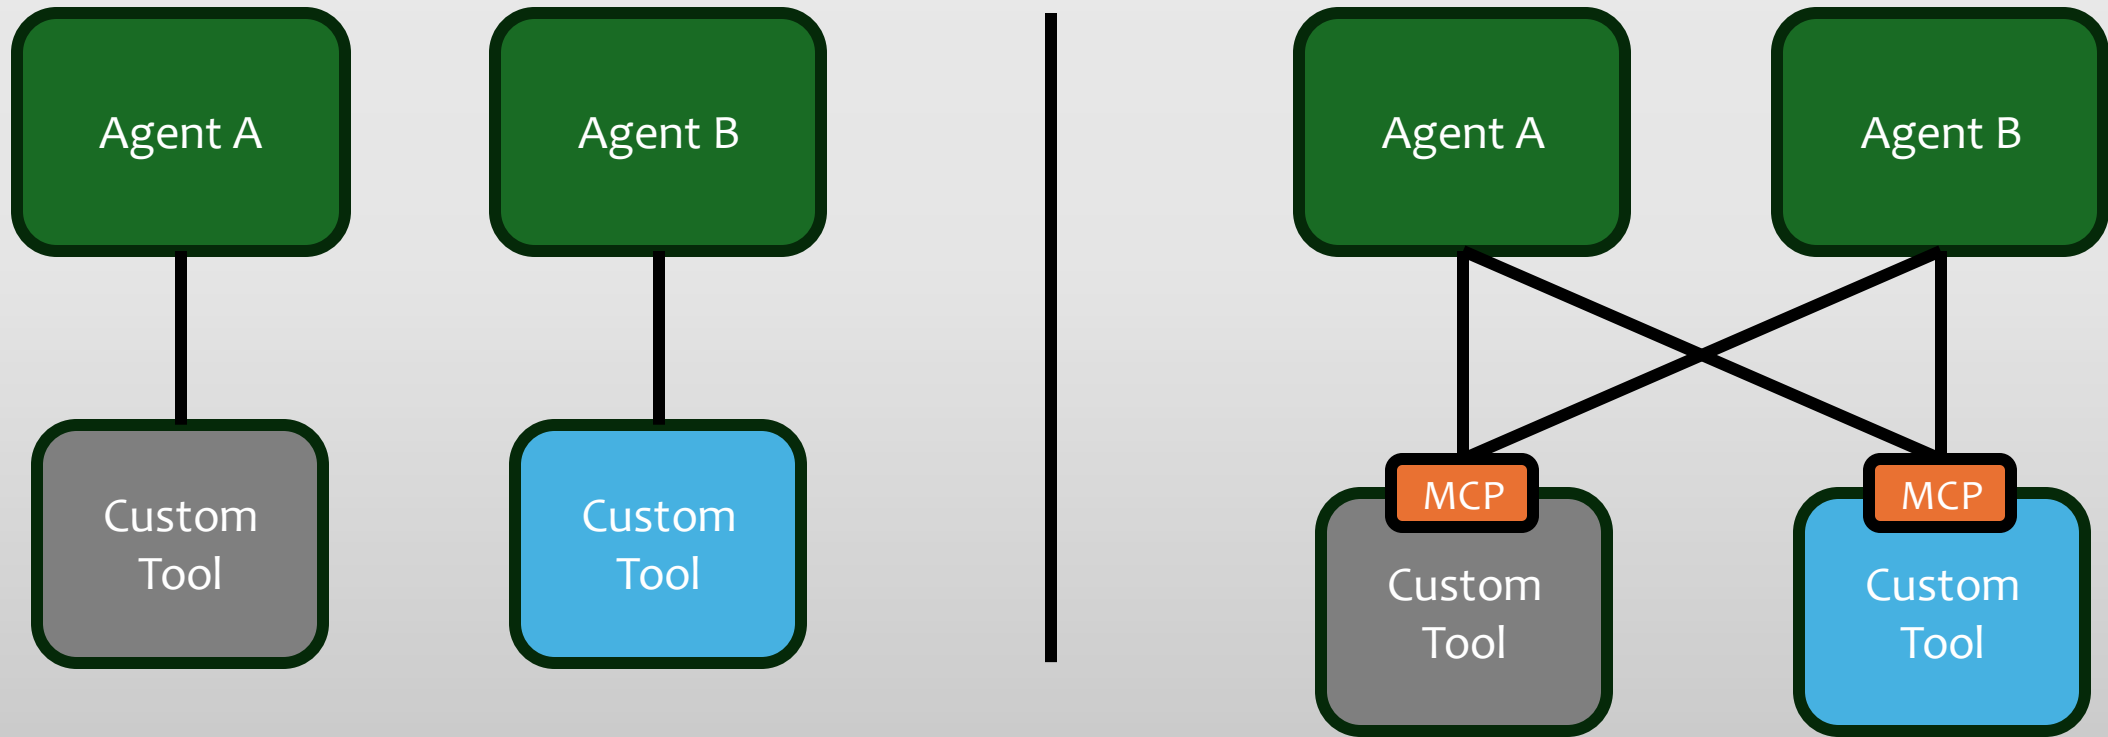 Agent A
Agent B
Custom
Tool
Custom
Tool
Agent A
Agent B
MCP
Custom
Tool
MCP
Custom
Tool